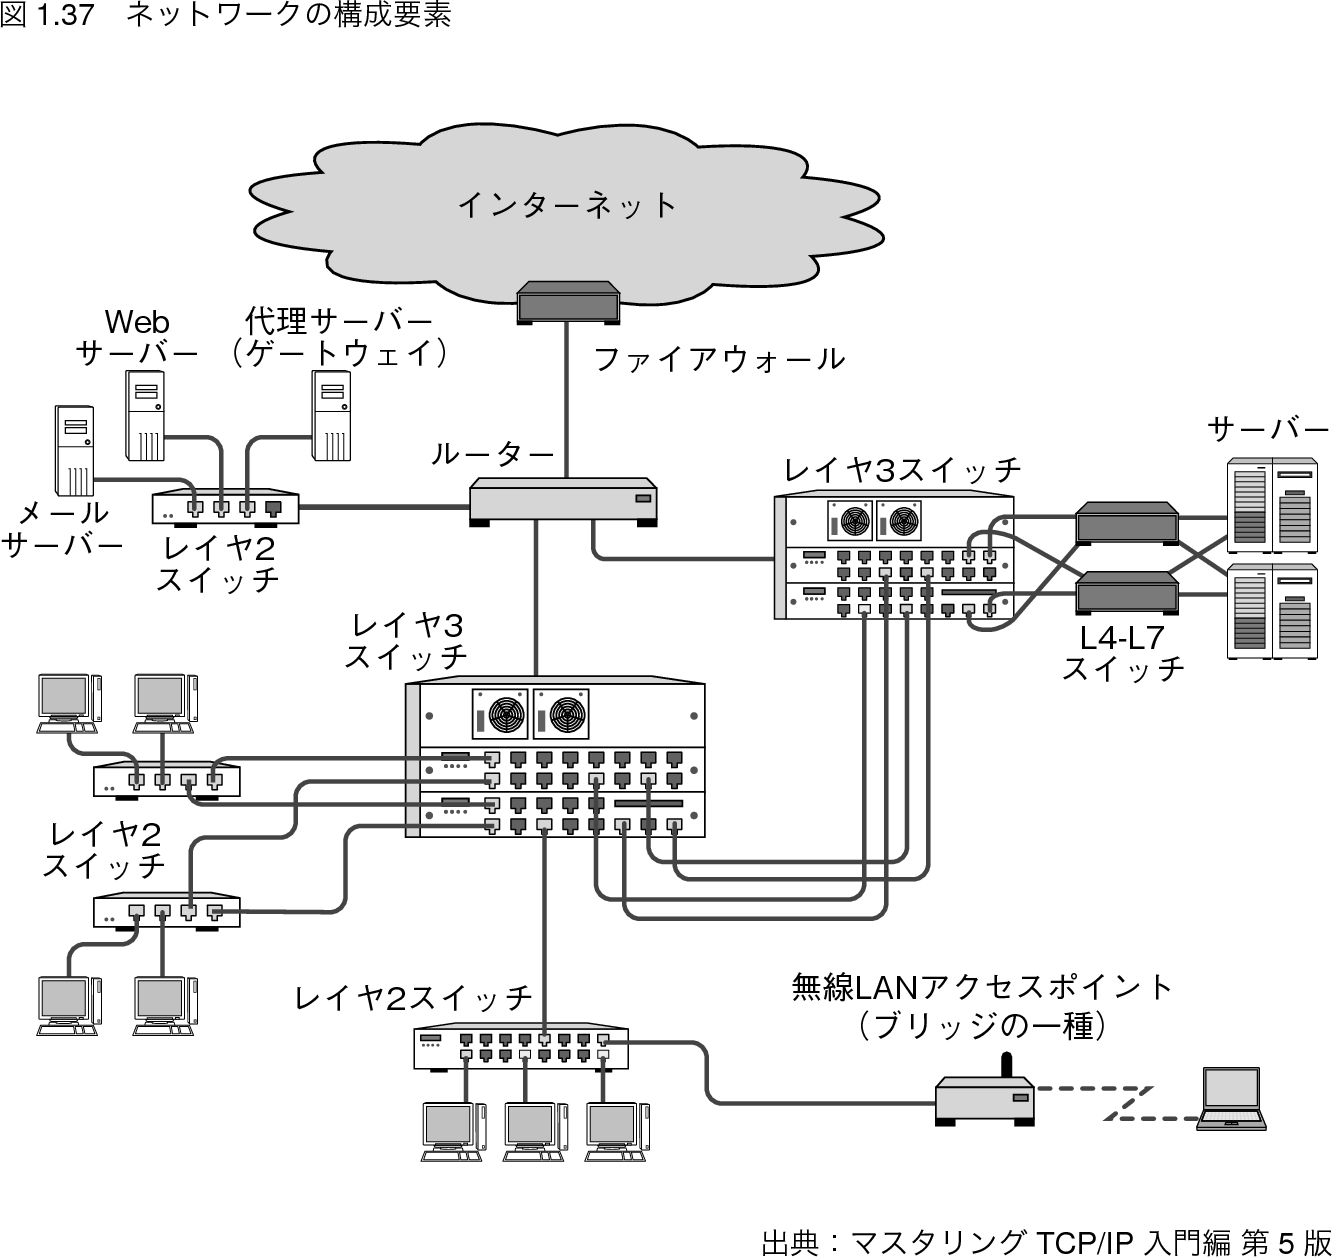 図 1.37　ネットワークの構成要素
インターネット
Web
サーバー
代理サーバー
（ゲートウェイ）
ファイアウォール
ルーター
メール
サーバー
レイヤ2
スイッチ
レイヤ3スイッチ
サーバー
L4-L7
スイッチ
レイヤ3
スイッチ
レイヤ2
スイッチ
レイヤ2スイッチ
無線LANアクセスポイント
（ブリッジの一種）
出典：マスタリング TCP/IP 入門編 第 5 版